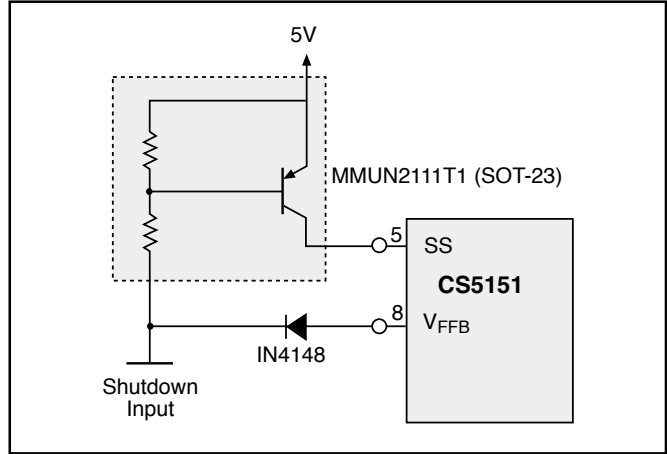 5V
MMUN2111T1 (SOT-23)
5
SS
CS5151
8
VFFB
IN4148
Shutdown
Input